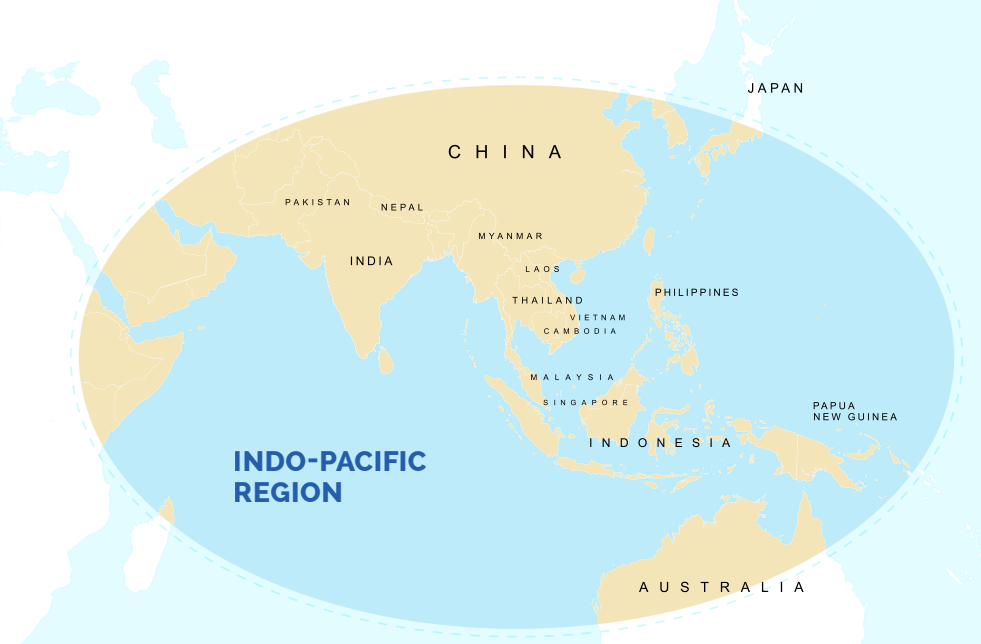 JAPAN
CHINA
PAKISTAN
NEPAL
MYANMAR
INDIA
LAOS
PHILIPPINES
THAILAND
VIETNAM
CAMBODIA
MALAYSIA
SINGAPORE
PAPUA
NEW GUINEA
INDONESIA
INDO-PACIFIC
REGION
AUSTRALIA